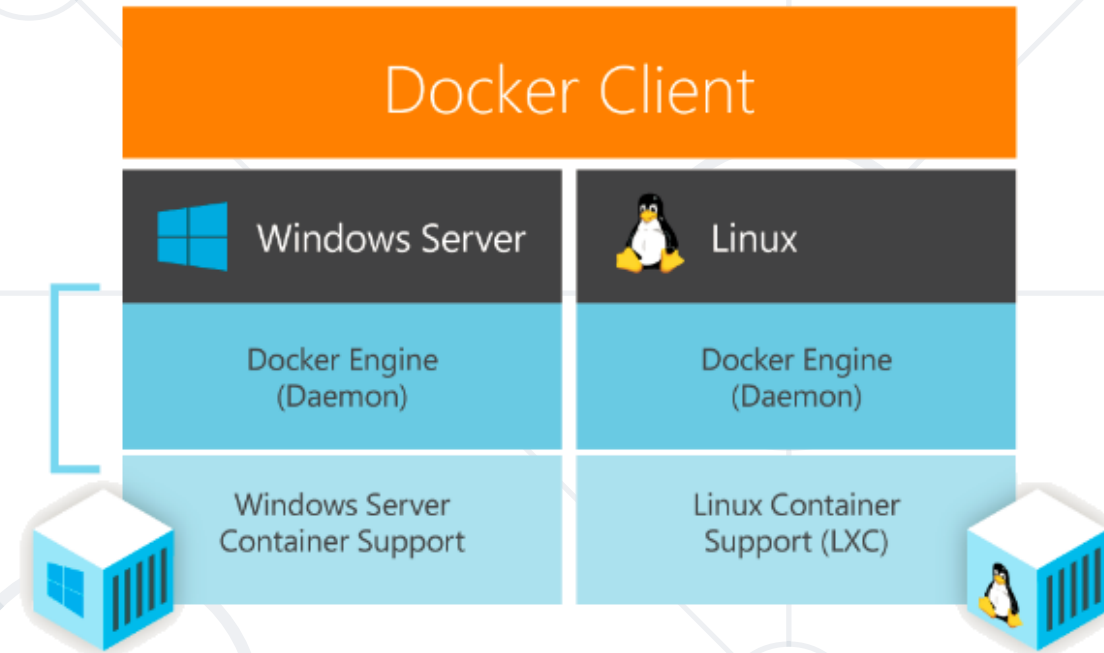 Docker Client
Windows Server
Linux
Docker Engine
(Daemon)
Docker Engine
(Daemon)
Windows Server
Container Support
Linux Container
Support (LXC)